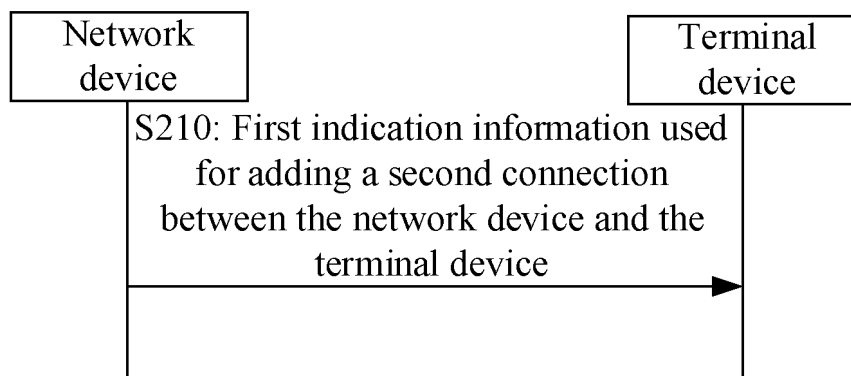 Network
device
Terminal
device
S210: First indication information used
for adding a second connection
between the network device and the
terminal device